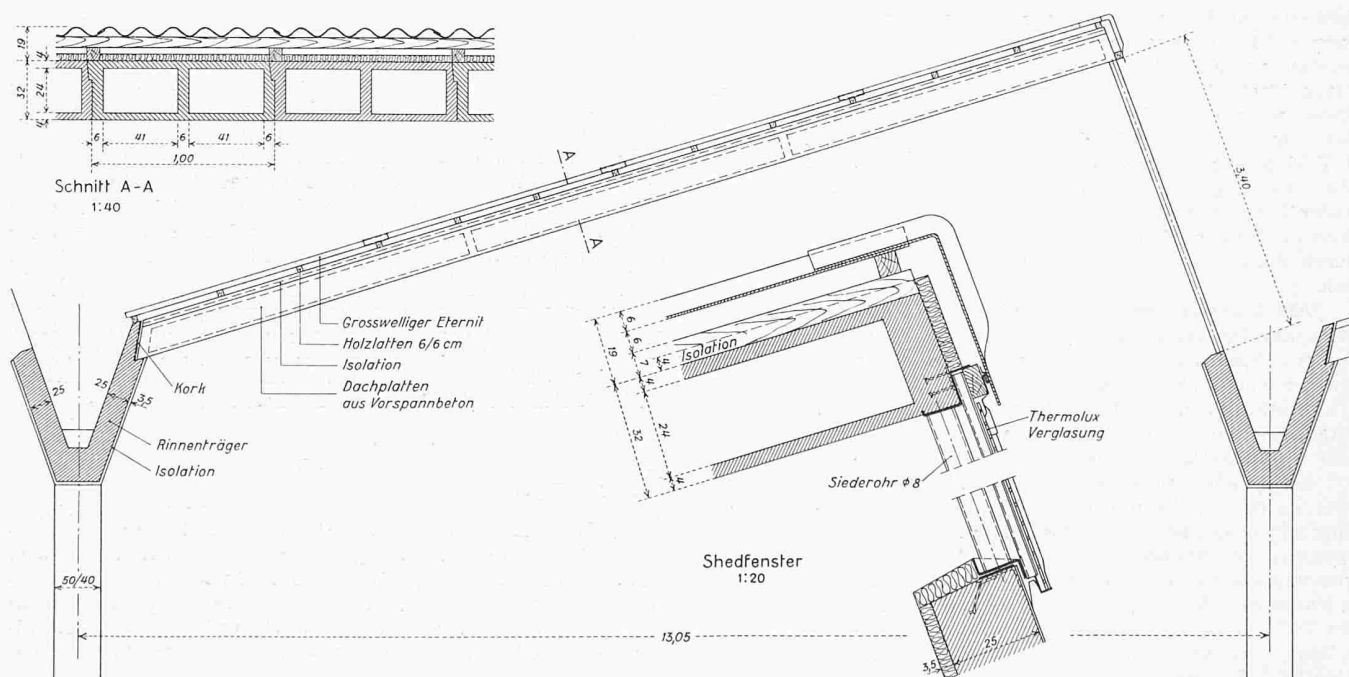 19
4
32
24
4
6
41
6
41
6
1,00
Schnitt A-A
1:40
A
A
3,40
Grosswelliger Eternit
Holzlatten 6/6 cm
Isolation
Dachplatten
aus Vorspannbeton
Kork
25
25
3,5
Rinnenträger
Isolation
50/40
6
6
7
4
19
4
24
32
4
Isolation
Thermolux
Verglasung
Siederohr φ 8
Shedfenster
1:20
13,05
3,5
25